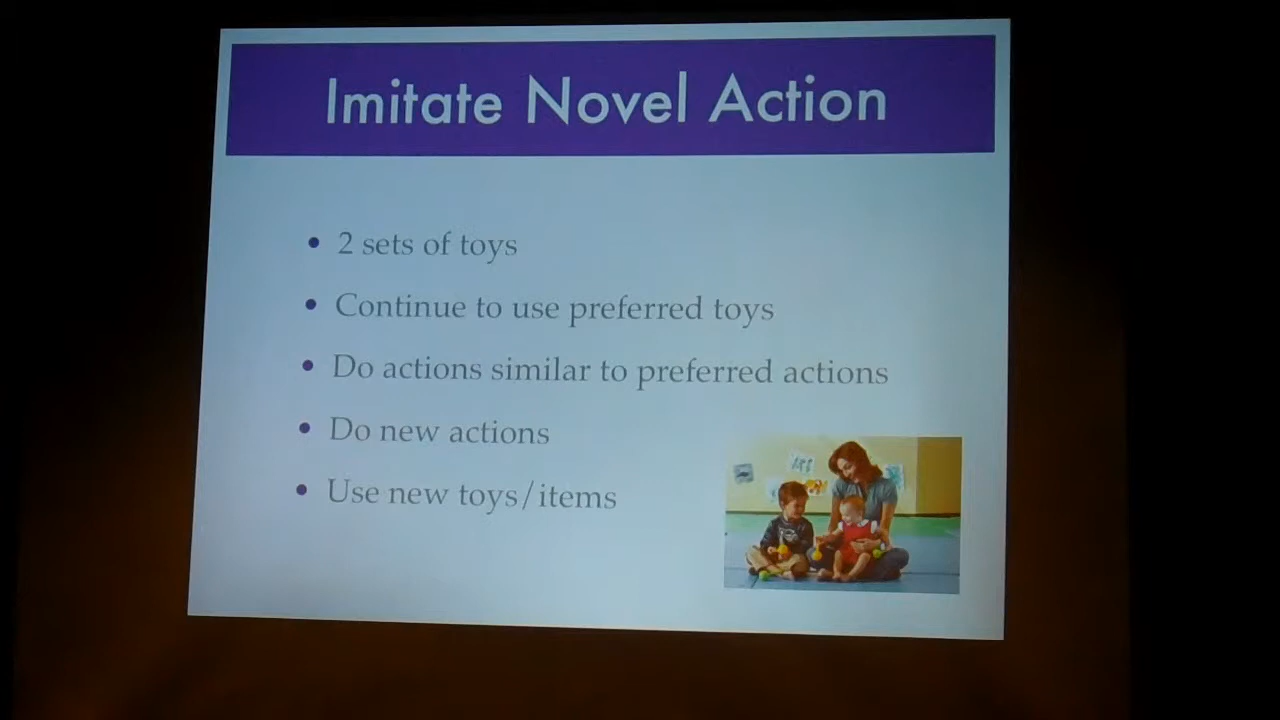 Imitate Novel Action
• 2 sets of toys
• Continue to use preferred toys
• Do actions similar to preferred actions
• Do new actions
• Use new toys/items